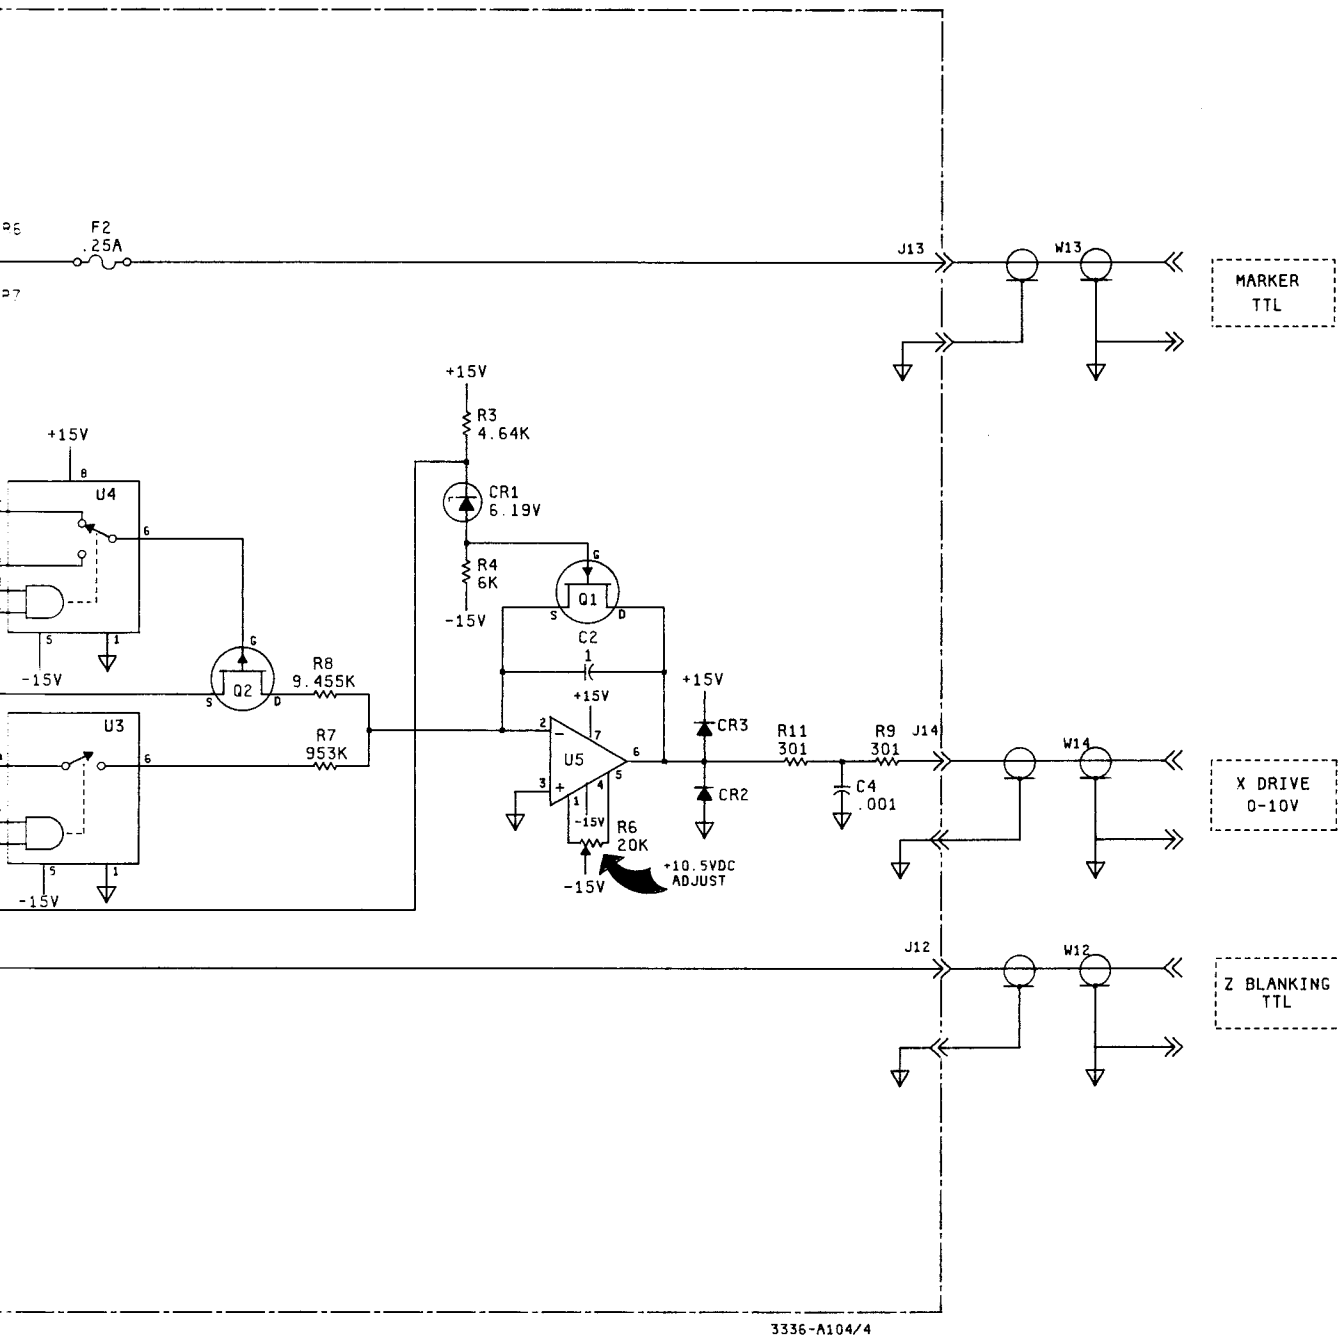 F2
.25A
J13
W13
MARKER
TTL
+15V
R3
4.64K
+15V
8
U4
6
CR1
6.19V
G
R4
6K
Q1
S
D
-15V
5
1
-15V
C2
1
G
R8
9.455K
Q2
S
D
+15V
+15V
U3
R7
953K
6
2
-
7
U5
6
CR3
R11
301
R9
301
J14
W14
3
+
1
4
5
-15V
CR2
C4
.001
X DRIVE
0-10V
R6
20K
5
1
-15V
-15V
+10.5VDC
ADJUST
J12
W12
Z BLANKING
TTL
3336-A104/4